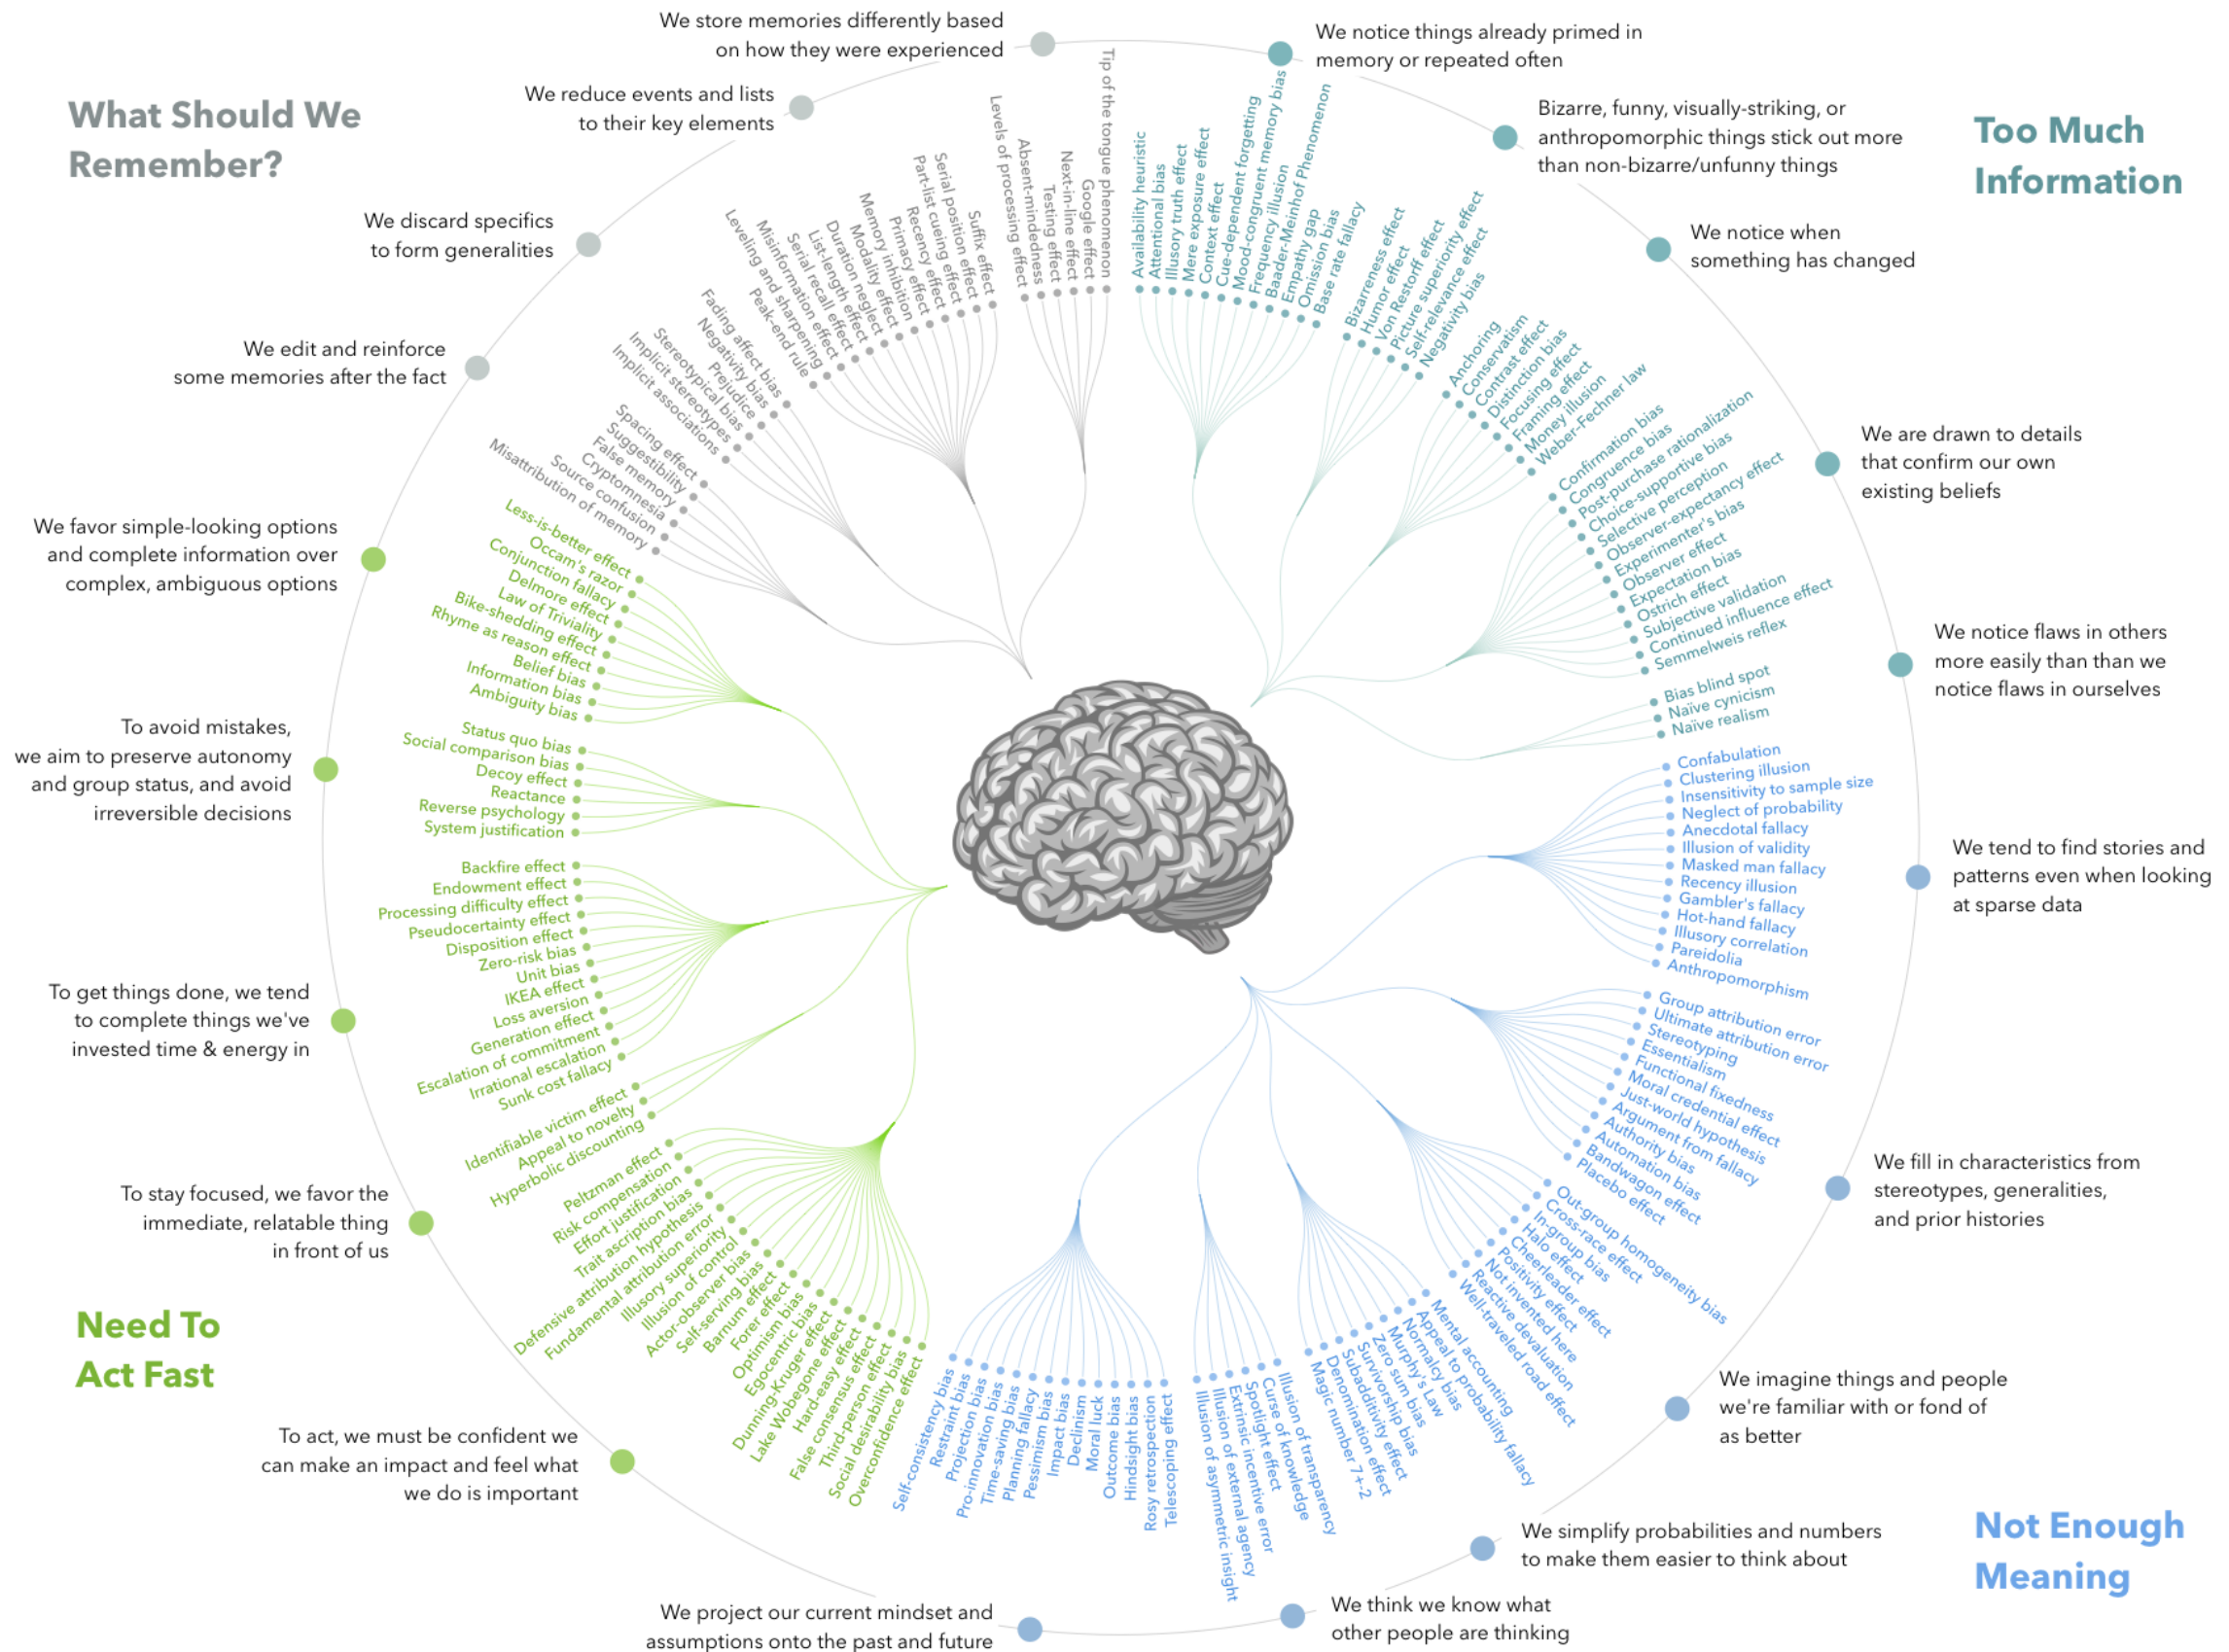 What Should We
Remember?
We store memories differently based
on how they were experienced
We reduce events and lists
to their key elements
We discard specifics
to form generalities
We edit and reinforce
some memories after the fact
Tip of the tongue phenomenon
Google effect
Next-in-line effect
Testing effect
Absent-mindedness
Levels of processing effect
Suffix effect
Serial position effect
Part-list cueing effect
Recency effect
Primacy effect
Memory inhibition
Modality effect
Duration neglect
List-length effect
Serial recall effect
Misinformation effect
Leveling and sharpening
Peak-end rule
Fading affect bias
Negativity bias
Prejudice
Stereotypical bias
Implicit stereotypes
Implicit associations
Spacing effect
Suggestibility
False memory
Cryptomnesia
Source confusion
Misattribution of memory
Too Much
Information
We notice things already primed in
memory or repeated often
Bizarre, funny, visually-striking, or
anthropomorphic things stick out more
than non-bizarre/unfunny things
We notice when
something has changed
We are drawn to details
that confirm our own
existing beliefs
We notice flaws in others
more easily than than we
notice flaws in ourselves
Availability heuristic
Attentional bias
Illusory truth effect
Mere exposure effect
Context effect
Cue-dependent forgetting
Mood-congruent memory bias
Frequency illusion
Baader-Meinhof Phenomenon
Empathy gap
Omission bias
Base rate fallacy
Bizarreness effect
Humor effect
Von Restorff effect
Picture superiority effect
Self-relevance effect
Negativity bias
Anchoring
Conservatism
Contrast effect
Distinction bias
Focusing effect
Framing effect
Money illusion
Weber–Fechner law
Confirmation bias
Congruence bias
Post-purchase rationalization
Choice-supportive bias
Selective perception
Observer-expectancy effect
Experimenter's bias
Observer effect
Expectation bias
Ostrich effect
Subjective validation
Continued influence effect
Semmelweis reflex
Bias blind spot
Naïve cynicism
Naïve realism
We tend to find stories and
patterns even when looking
at sparse data
We fill in characteristics from
stereotypes, generalities,
and prior histories
We imagine things and people
we're familiar with or fond of
as better
We simplify probabilities and numbers
to make them easier to think about
We think we know what
other people are thinking
We project our current mindset and
assumptions onto the past and future
Not Enough
Meaning
Confabulation
Clustering illusion
Insensitivity to sample size
Neglect of probability
Anecdotal fallacy
Illusion of validity
Masked man fallacy
Recency illusion
Gambler's fallacy
Hot-hand fallacy
Illusory correlation
Pareidolia
Anthropomorphism
Group attribution error
Ultimate attribution error
Stereotyping
Essentialism
Functional fixedness
Moral credential effect
Just-world hypothesis
Argument from fallacy
Authority bias
Automation bias
Bandwagon effect
Placebo effect
Out-group homogeneity bias
Cross-race effect
In-group bias
Halo effect
Cheerleader effect
Positivity effect
Not invented here
Reactive devaluation
Well-traveled road effect
Mental accounting
Appeal to probability fallacy
Normalcy bias
Murphy's Law
Zero sum bias
Survivorship bias
Subadditivity effect
Denomination effect
Magic number 7+-2
Illusion of transparency
Curse of knowledge
Spotlight effect
Extrinsic incentive error
Illusion of external agency
Illusion of asymmetric insight
Telescoping effect
Rosy retrospection
Hindsight bias
Outcome bias
Moral luck
Declinism
Impact bias
Pessimism bias
Planning fallacy
Time-saving bias
Pro-innovation bias
Projection bias
Restraint bias
Self-consistency bias
We favor simple-looking options
and complete information over
complex, ambiguous options
To avoid mistakes,
we aim to preserve autonomy
and group status, and avoid
irreversible decisions
To get things done, we tend
to complete things we've
invested time & energy in
To stay focused, we favor the
immediate, relatable thing
in front of us
Need To
Act Fast
To act, we must be confident we
can make an impact and feel what
we do is important
Less-is-better effect
Occam's razor
Conjunction fallacy
Delmore effect
Law of Triviality
Bike-shedding effect
Rhyme as reason effect
Belief bias
Information bias
Ambiguity bias
Status quo bias
Social comparison bias
Decoy effect
Reactance
Reverse psychology
System justification
Backfire effect
Endowment effect
Processing difficulty effect
Pseudocertainty effect
Disposition effect
Zero-risk bias
Unit bias
IKEA effect
Loss aversion
Generation effect
Escalation of commitment
Irrational escalation
Sunk cost fallacy
Identifiable victim effect
Appeal to novelty
Hyperbolic discounting
Peltzman effect
Risk compensation
Effort justification
Trait ascription bias
Defensive attribution hypothesis
Fundamental attribution error
Illusory superiority
Illusion of control
Actor-observer bias
Self-serving bias
Barnum effect
Forer effect
Optimism bias
Egocentric bias
Dunning-Kruger effect
Lake Wobegone effect
Hard-easy effect
False consensus effect
Third-person effect
Social desirability bias
Overconfidence effect